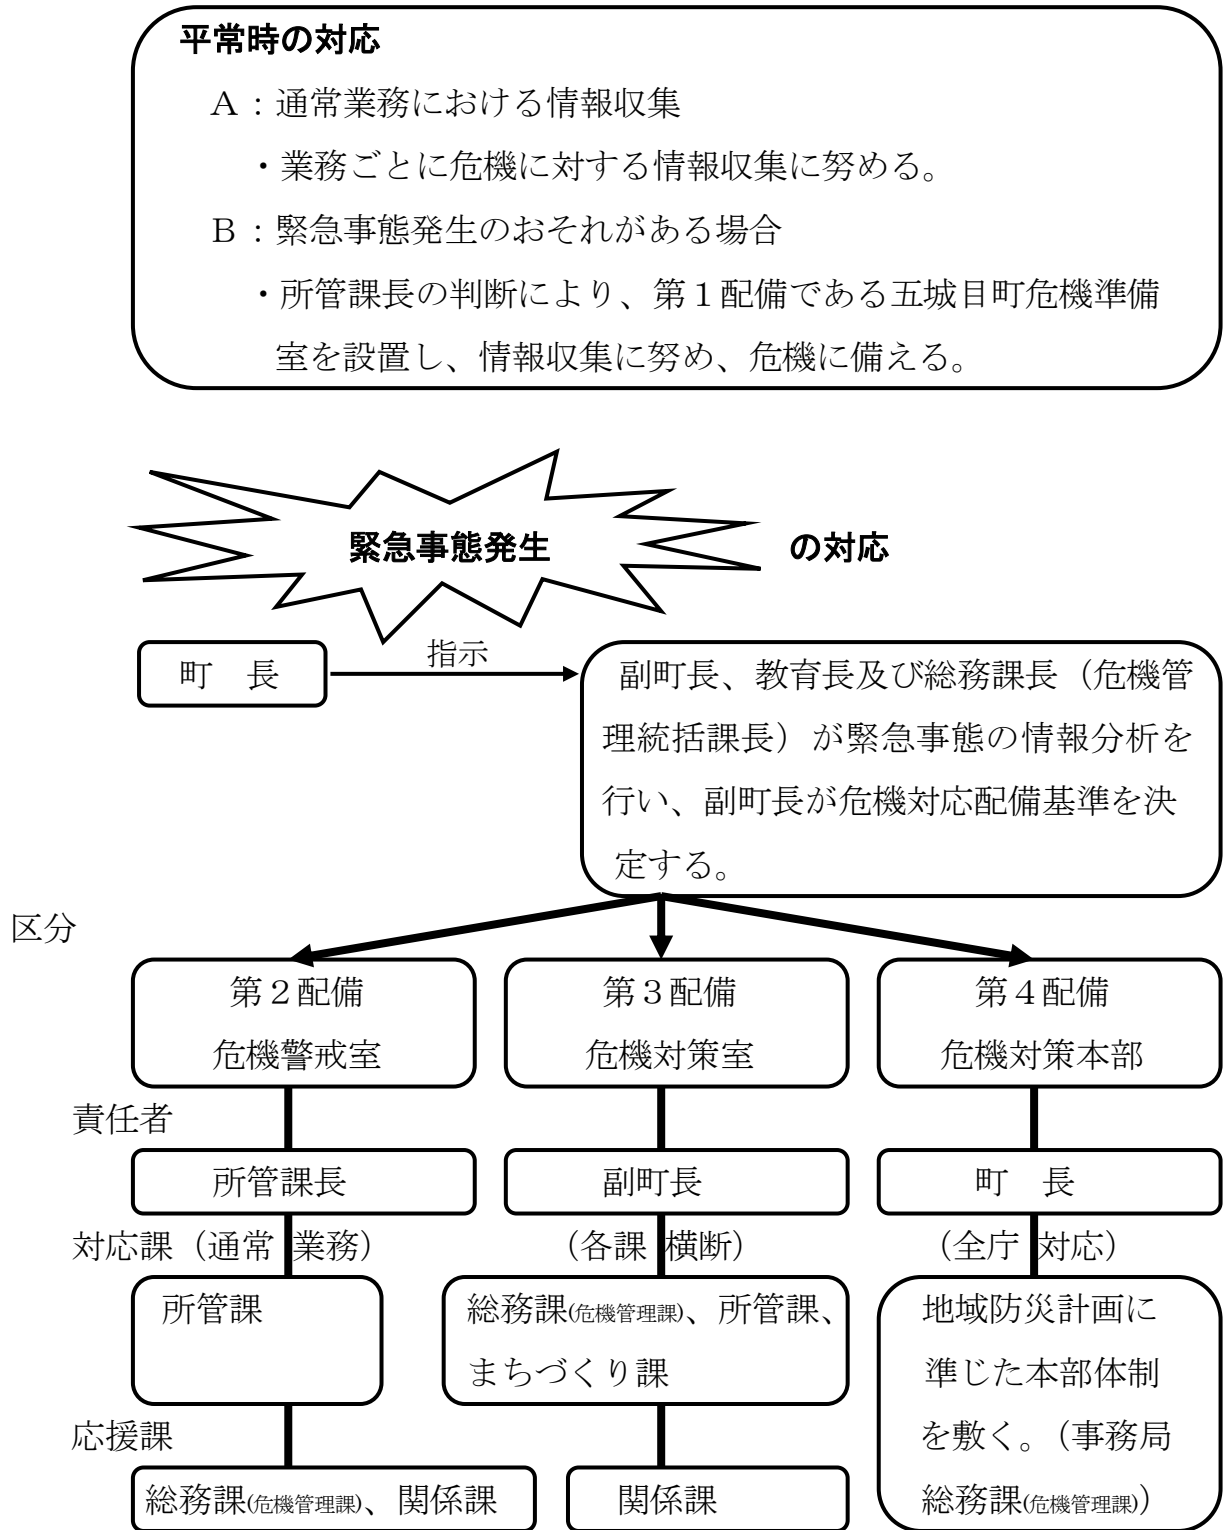 平常時の対応
Ａ：通常業務における情報収集
・業務ごとに危機に対する情報収集に努める。
Ｂ：緊急事態発生のおそれがある場合
・所管課長の判断により、第１配備である五城目町危機準備
室を設置し、情報収集に努め、危機に備える。
緊急事態発生 の対応
町　長
指示
副町長、教育長及び総務課長（危機管
理統括課長）が緊急事態の情報分析を
行い、副町長が危機対応配備基準を決
定する。
区分
第２配備
危機警戒室
第３配備
危機対策室
第４配備
危機対策本部
責任者
所管課長
副町長
町　長
対応課（通常業務）
（各課横断）
（全庁対応）
所管課
総務課(危機管理課)、所管課、
まちづくり課
地域防災計画に
準じた本部体制
を敷く。（事務局
総務課(危機管理課)）
応援課
総務課(危機管理課)、関係課
関係課